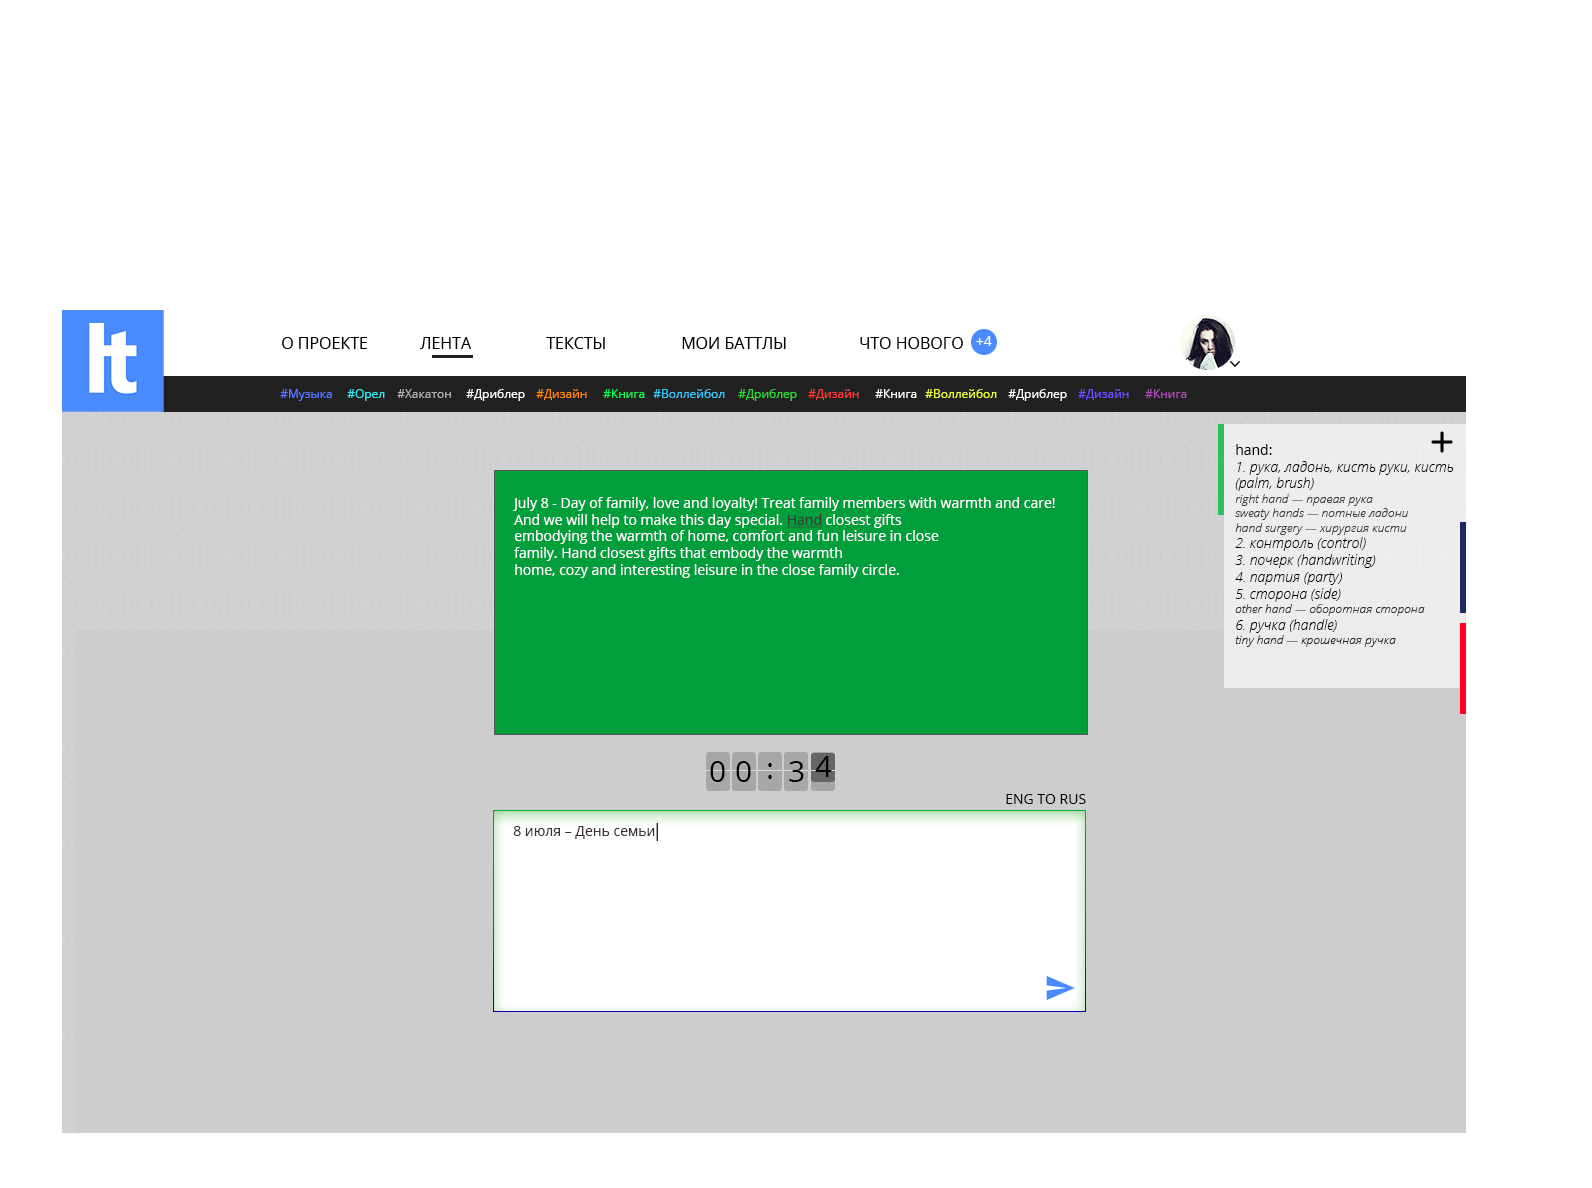 lt
О ПРОЕКТЕ ЛЕНТА ТЕКСТЫ МОИ БАТТЛЫ ЧТО НОВОГО +4
#Музыка #Орел #Хакатон #Дриблер #Дизайн #Книга #Воллейбол #Дриблер #Дизайн #Книга #Воллейбол #Дриблер #Дизайн #Книга
July 8 - Day of family, love and loyalty! Treat family members with warmth and care!
And we will help to make this day special. Hand closest gifts
embodying the warmth of home, comfort and fun leisure in close
family. Hand closest gifts that embody the warmth
home, cozy and interesting leisure in the close family circle.
hand:
1. рука, ладонь, кисть руки, кисть
(palm, brush)
right hand — правая рука
sweaty hands — потные ладони
hand surgery — хирургия кисти
2. контроль (control)
3. почерк (handwriting)
4. партия (party)
5. сторона (side)
other hand — оборотная сторона
6. ручка (handle)
tiny hand — крошечная ручка
00:34
ENG TO RUS
8 июля – День семьи